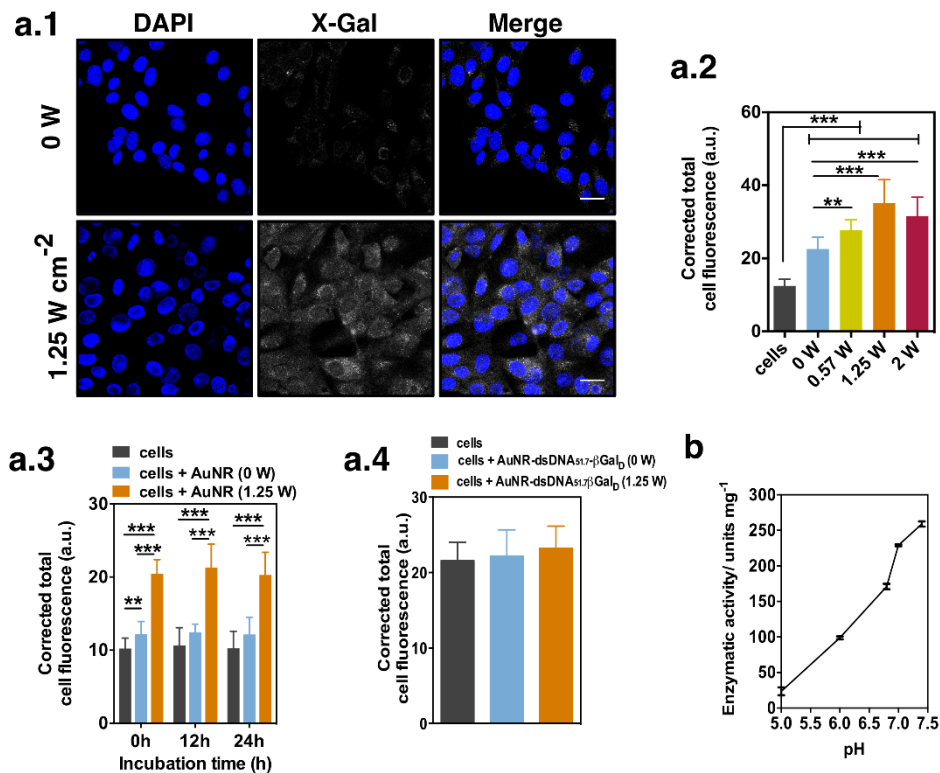 a.1
DAPI X-Gal Merge
0 W
1.25 W cm-2
a.2
Corrected total
cell fluorescence (a.u.)
60
40
20
0
***
***
***
**
cells 0 W 0.57 W 1.25 W 2 W
a.3
cells
cells + AuNR (0 W)
cells + AuNR (1.25 W)
Corrected total
cell fluorescence (a.u.)
30
20
10
0
*** *** ***
*** *** ***
**
0h 12h 24h
Incubation time (h)
a.4
cells
cells + AuNR-dsDNA51.7-βGalD (0 W)
cells + AuNR-dsDNA51.7βGalD (1.25 W)
Corrected total
cell fluorescence (a.u.)
30
20
10
0
b
Enzymatic activity/ units mg-1
300
250
200
150
100
50
0
5.0 5.5 6.0 6.5 7.0 7.5
pH